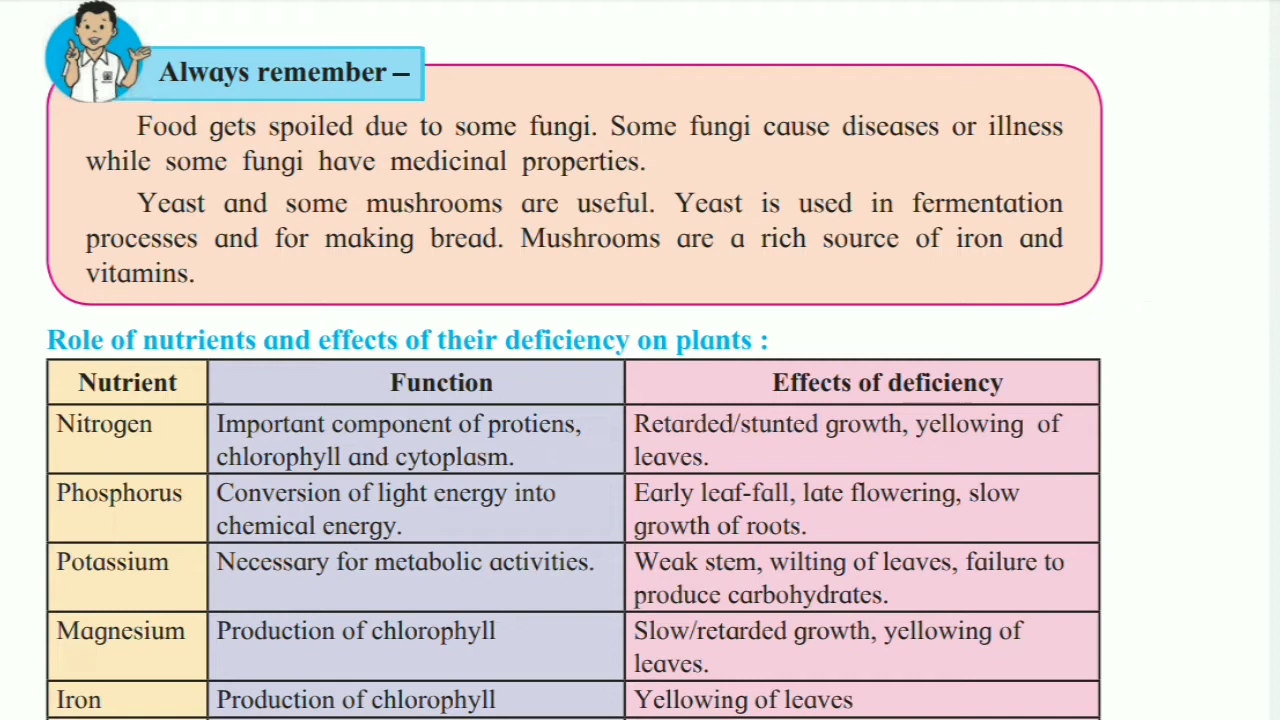 Always remember –
Food gets spoiled due to some fungi. Some fungi cause diseases or illness
while some fungi have medicinal properties.
Yeast and some mushrooms are useful. Yeast is used in fermentation
processes and for making bread. Mushrooms are a rich source of iron and
vitamins.
Role of nutrients and effects of their deficiency on plants :
Nutrient Function Effects of deficiency
Nitrogen Important component of protiens, Retarded/stunted growth, yellowing of
chlorophyll and cytoplasm. leaves.
Phosphorus Conversion of light energy into Early leaf-fall, late flowering, slow
chemical energy. growth of roots.
Potassium Necessary for metabolic activities. Weak stem, wilting of leaves, failure to
produce carbohydrates.
Magnesium Production of chlorophyll Slow/retarded growth, yellowing of
leaves.
Iron Production of chlorophyll Yellowing of leaves